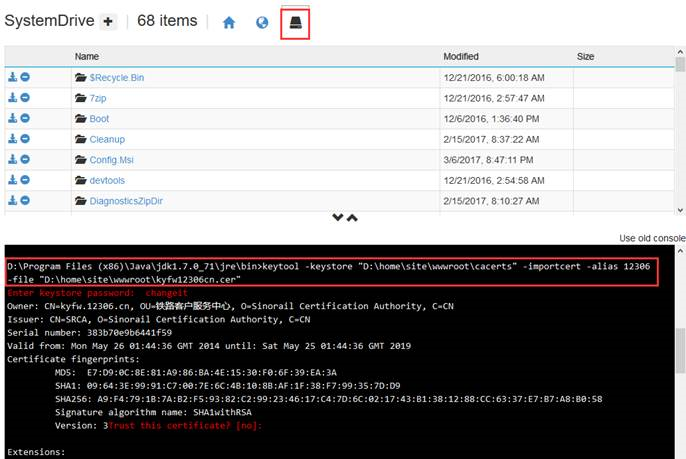 SystemDrive + | 68 items |
Name Modified Size
$Recycle.Bin 12/21/2016, 6:00:18 AM
7zip 12/21/2016, 2:57:47 AM
Boot 12/6/2016, 1:36:40 PM
Cleanup 2/15/2017, 8:37:22 AM
Config.Msi 3/6/2017, 8:47:11 PM
devtools 12/21/2016, 2:54:58 AM
DiagnosticsZipDir 2/15/2017, 8:10:27 AM
Use old console
D:\Program Files (x86)\Java\jdk1.7.0_71\jre\bin>keytool -keystore "D:\home\site\wwwroot\cacerts" -importcert -alias 12306
-file "D:\home\site\wwwroot\kyfw12306cn.cer"
Enter keystore password:  changeit
Owner: CN=kyfw.12306.cn, OU=铁路客户服务中心, O=Sinorail Certification Authority, C=CN
Issuer: CN=SRCA, O=Sinorail Certification Authority, C=CN
Serial number: 383b70e9b6441f59
Valid from: Mon May 26 01:44:36 GMT 2014 until: Sat May 25 01:44:36 GMT 2019
Certificate fingerprints:
MD5:  E7:D9:0C:8E:81:A9:86:BA:4E:15:30:F0:6F:39:EA:3A
SHA1: 09:64:3E:99:91:C7:00:7E:6C:4B:10:8B:AF:1F:38:F7:99:35:7D:D9
SHA256: A9:F4:79:1B:7A:B2:F5:93:82:C2:99:23:46:17:C4:7D:6C:02:17:43:B1:38:12:88:CC:63:37:E7:B7:A8:B0:58
Signature algorithm name: SHA1withRSA
Version: 3Trust this certificate? [no]:
Extensions: